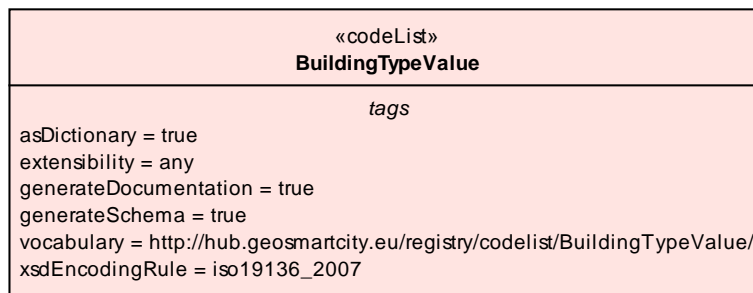 «codeList»
BuildingTypeValue
tags
asDictionary = true
extensibility = any
generateDocumentation = true
generateSchema = true
vocabulary = http://hub.geosmartcity.eu/registry/codelist/BuildingTypeValue/
xsdEncodingRule = iso19136_2007